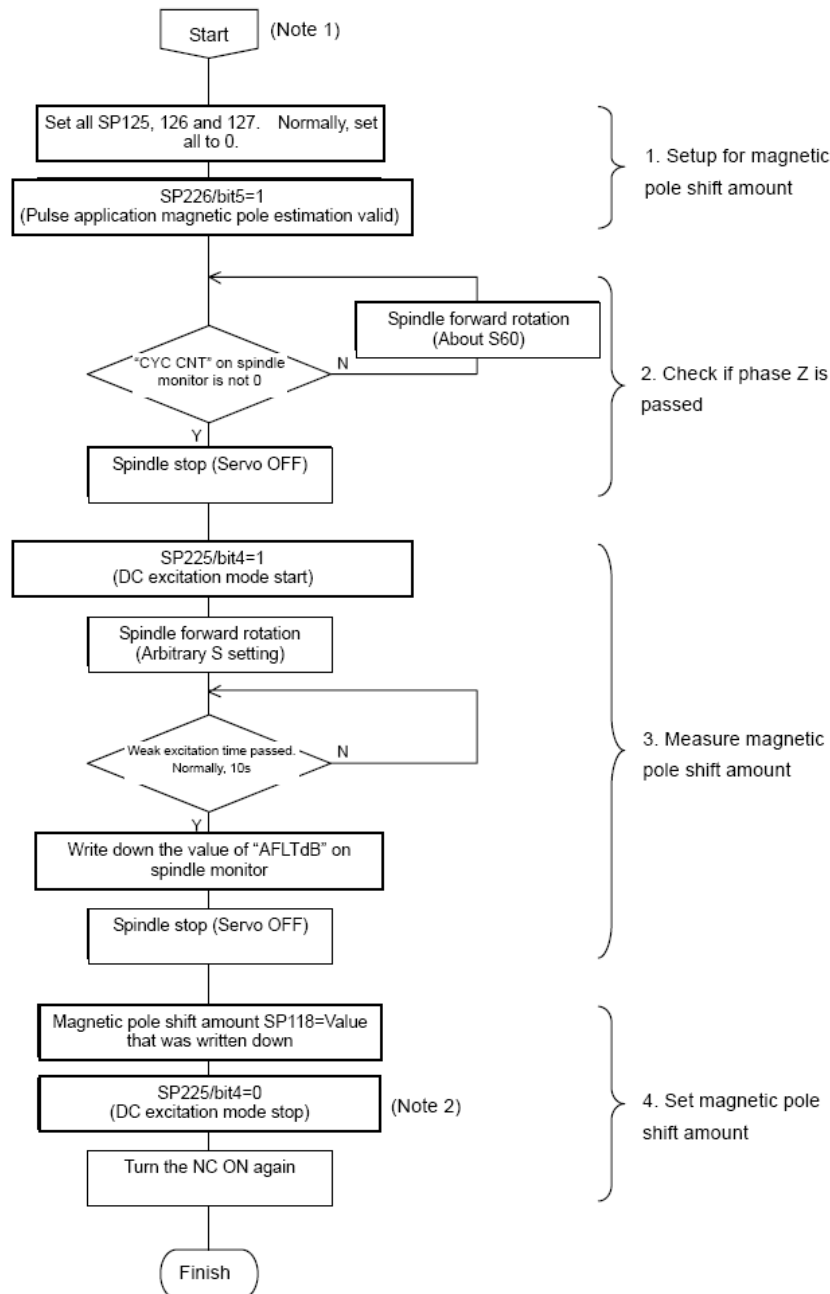 Start
(Note 1)
Set all SP125, 126 and 127. Normally, set
all to 0.
SP226/bit5=1
(Pulse application magnetic pole estimation valid)
1. Setup for magnetic
pole shift amount
Spindle forward rotation
(About S60)
“CYC CNT” on spindle
monitor is not 0
N
Y
Spindle stop (Servo OFF)
2. Check if phase Z is
passed
SP225/bit4=1
(DC excitation mode start)
Spindle forward rotation
(Arbitrary S setting)
Weak excitation time passed.
Normally, 10s
N
Y
Write down the value of “AFLTdB” on
spindle monitor
Spindle stop (Servo OFF)
3. Measure magnetic
pole shift amount
Magnetic pole shift amount SP118=Value
that was written down
SP225/bit4=0
(DC excitation mode stop)
(Note 2)
Turn the NC ON again
4. Set magnetic pole
shift amount
Finish